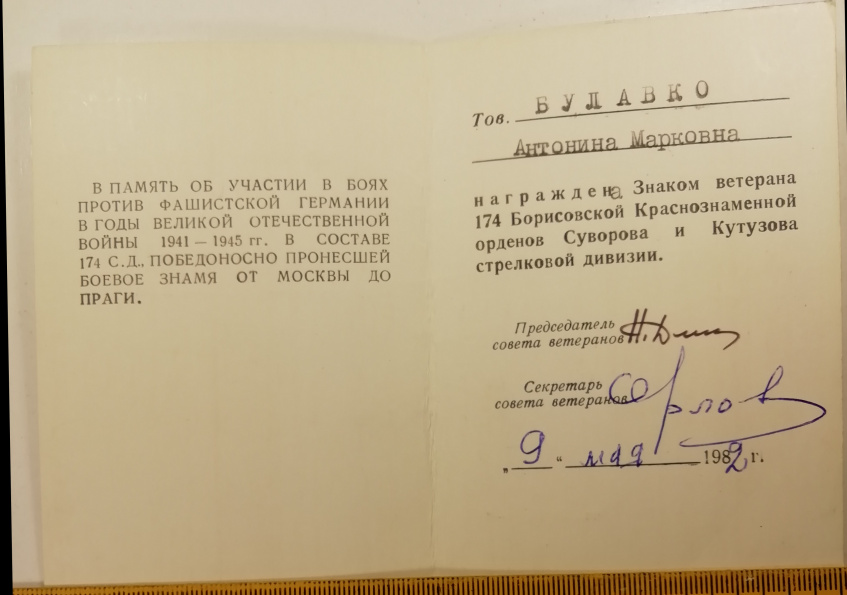 В ПАМЯТЬ ОБ УЧАСТИИ В БОЯХ
ПРОТИВ ФАШИСТСКОЙ ГЕРМАНИИ
В ГОДЫ ВЕЛИКОЙ ОТЕЧЕСТВЕННОЙ
ВОЙНЫ 1941 — 1945 гг. В СОСТАВЕ
174 С.Д., ПОБЕДОНОСНО ПРОНЕСШЕЙ
БОЕВОЕ ЗНАМЯ ОТ МОСКВЫ ДО
ПРАГИ.
Тов. БУЛАВКО
Антонина Марковна
награждена Знаком ветерана
174 Борисовской Краснознаменной
орденов Суворова и Кутузова
стрелковой дивизии.
Председатель
совета ветеранов
Секретарь
совета ветеранов Орлов
„9“ мая 1982 г.